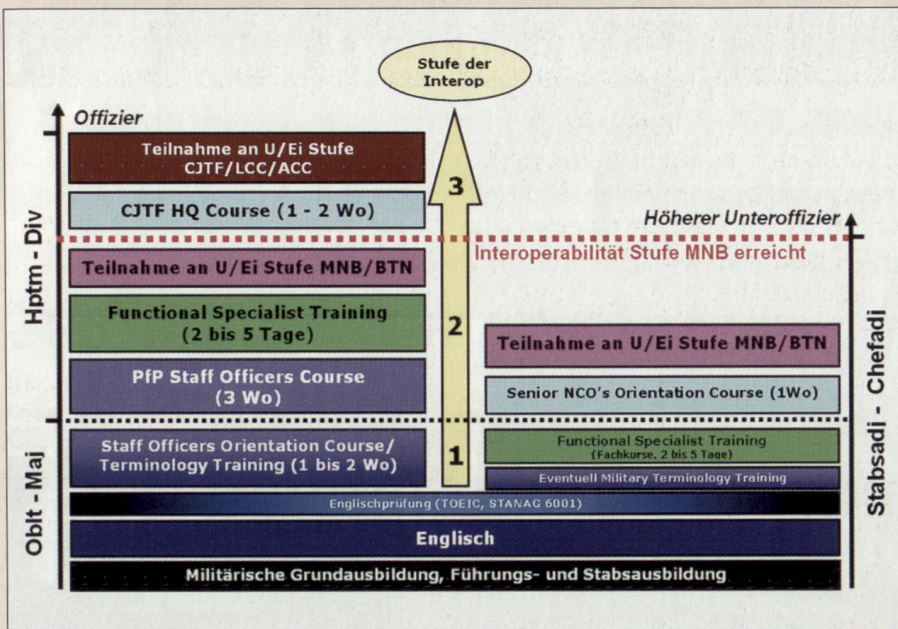 Stufe der
Interop
Offizier
Teilnahme an U/Ei Stufe
CJTF/LCC/ACC
3
CJTF HQ Course (1 - 2 Wo)
Höherer Unteroffizier
Interoperabilität Stufe MNB erreicht
Hptm - Div
Teilnahme an U/Ei Stufe MNB/BTN
Functional Specialist Training
(2 bis 5 Tage)
2
Teilnahme an U/Ei Stufe MNB/BTN
PfP Staff Officers Course
(3 Wo)
Senior NCO's Orientation Course (1Wo)
Stabsadj - Chefadj
Staff Officers Orientation Course/
Terminology Training (1 bis 2 Wo)
1
Functional Specialist Training
(Fachkurse, 2 bis 5 Tage)
Eventuell Military Terminology Training
Oblt - Maj
Englischprüfung (TOEIC, STANAG 6001)
Englisch
Militärische Grundausbildung, Führungs- und Stabsausbildung